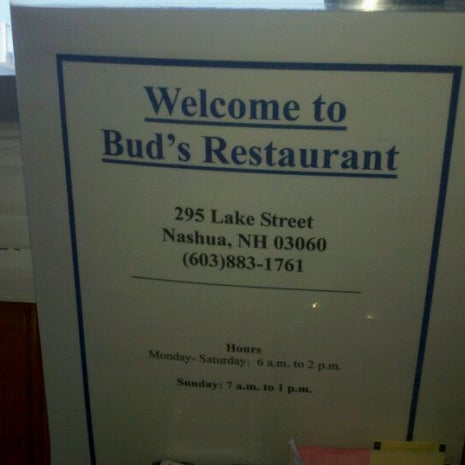 Welcome to
Bud's Restaurant
295 Lake Street
Nashua, NH 03060
(603)883-1761
Hours
Monday- Saturday: 6 a.m. to 2 p.m.
Sunday: 7 a.m. to 1 p.m.